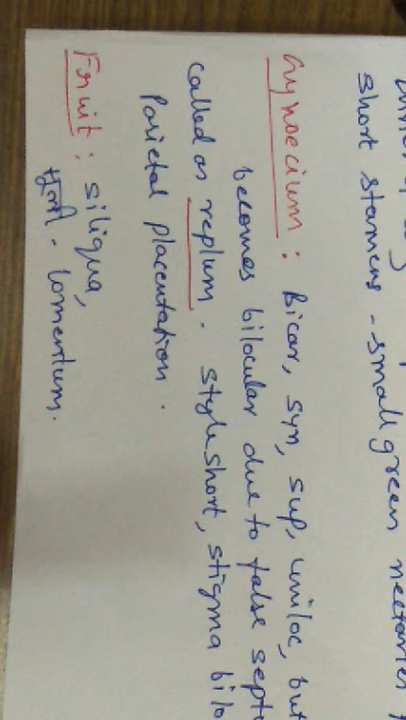 short stamens - small green nectaries
Gynoecium: Bicar, syn, sup, uniloc, but
becomes bilocular due to false sept
called as replum. Style short, stigma bilo
Parietal placentation.
Fruit: siliqua,
- lomentum.